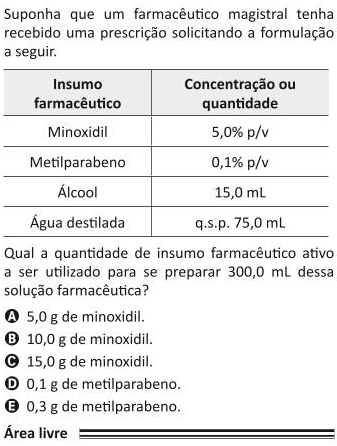 Suponha que um farmacêutico magistral tenha
recebido uma prescrição solicitando a formulação
a seguir.
Insumo farmacêutico Concentração ou quantidade
Minoxidil 5,0% p/v
Metilparabeno 0,1% p/v
Álcool 15,0 mL
Água destilada q.s.p. 75,0 mL
Qual a quantidade de insumo farmacêutico ativo
a ser utilizado para se preparar 300,0 mL dessa
solução farmacêutica?
A 5,0 g de minoxidil.
B 10,0 g de minoxidil.
C 15,0 g de minoxidil.
D 0,1 g de metilparabeno.
E 0,3 g de metilparabeno.
Área livre